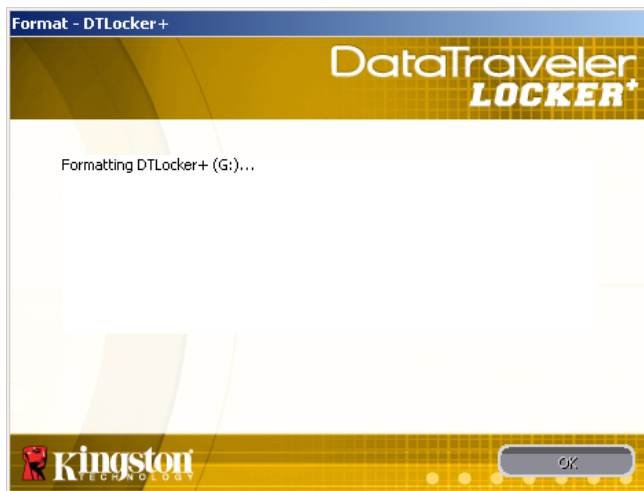 Format - DTLocker+
DataTraveler
LOCKER+
Formatting DTLocker+ (G:)...
Kingston
TECHNOLOGY
OK